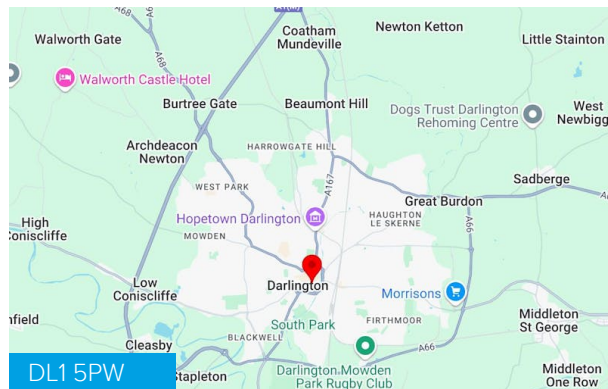 A68
Coatham
Mundeville
Newton Ketton
Walworth Gate
A68
Little Stainton
Walworth Castle Hotel
Burtree Gate
Beaumont Hill
Dogs Trust Darlington
Rehoming Centre
West
Newbigg
Archdeacon
Newton
HARROWGATE HILL
A167
Sadberge
WEST PARK
Great Burdon
A66
High
Coniscliffe
Hopetown Darlington
HAUGHTON
LE SKERNE
MOWDEN
A66
Low
Coniscliffe
Darlington
Morrisons
nfield
South Park
FIRTHMOOR
Middleton
St George
Cleasby
BLACKWELL
A66
Stapleton
Darlington Mowden
Park Rugby Club
Middleton
One Row
DL1 5PW